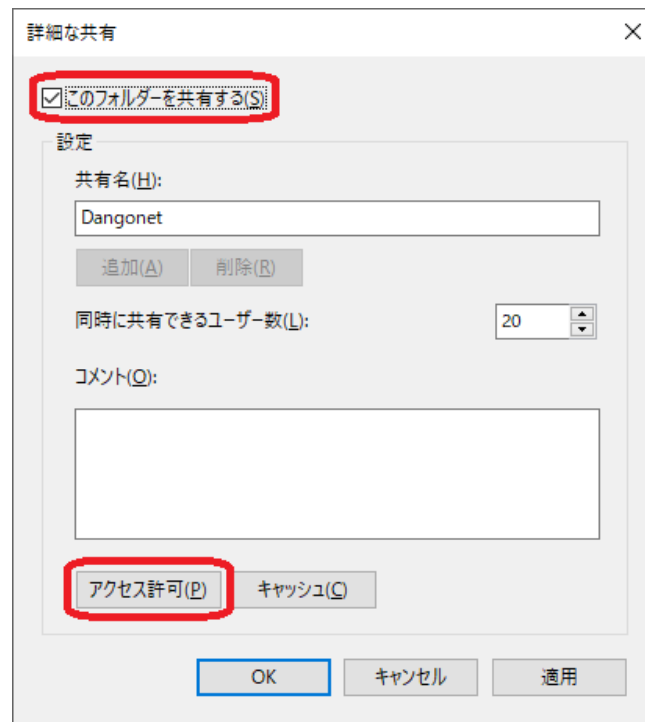 詳細な共有
このフォルダーを共有する(S)
設定
共有名(H):
Dangonet
追加(A) 削除(R)
同時に共有できるユーザー数(L): 20
コメント(O):
アクセス許可(P) キャッシュ(C)
OK キャンセル 適用